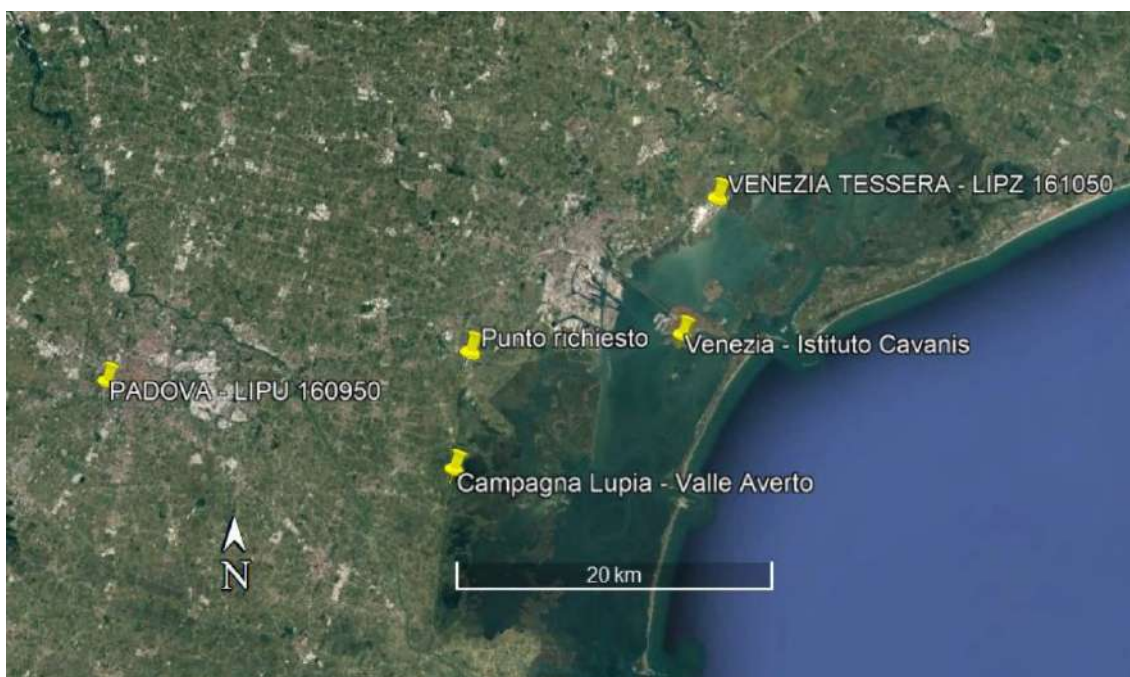 VENEZIA TESSERA - LIPZ 161050
Punto richiesto
Venezia - Istituto Cavanis
PADOVA - LIPU 160950
Campagna Lupia - Valle Averto
N
20 km